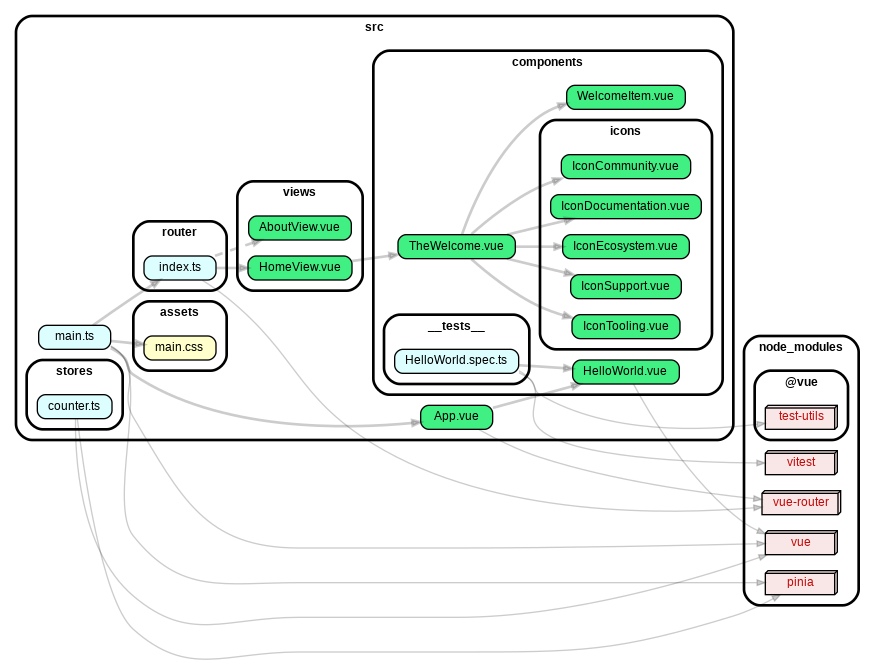 src
components
WelcomeItem.vue
icons
IconCommunity.vue
views
IconDocumentation.vue
AboutView.vue
router
TheWelcome.vue
IconEcosystem.vue
index.ts
HomeView.vue
IconSupport.vue
assets
__tests__
IconTooling.vue
main.ts
main.css
node_modules
HelloWorld.spec.ts
stores
HelloWorld.vue
@vue
counter.ts
App.vue
test-utils
vitest
vue-router
vue
pinia